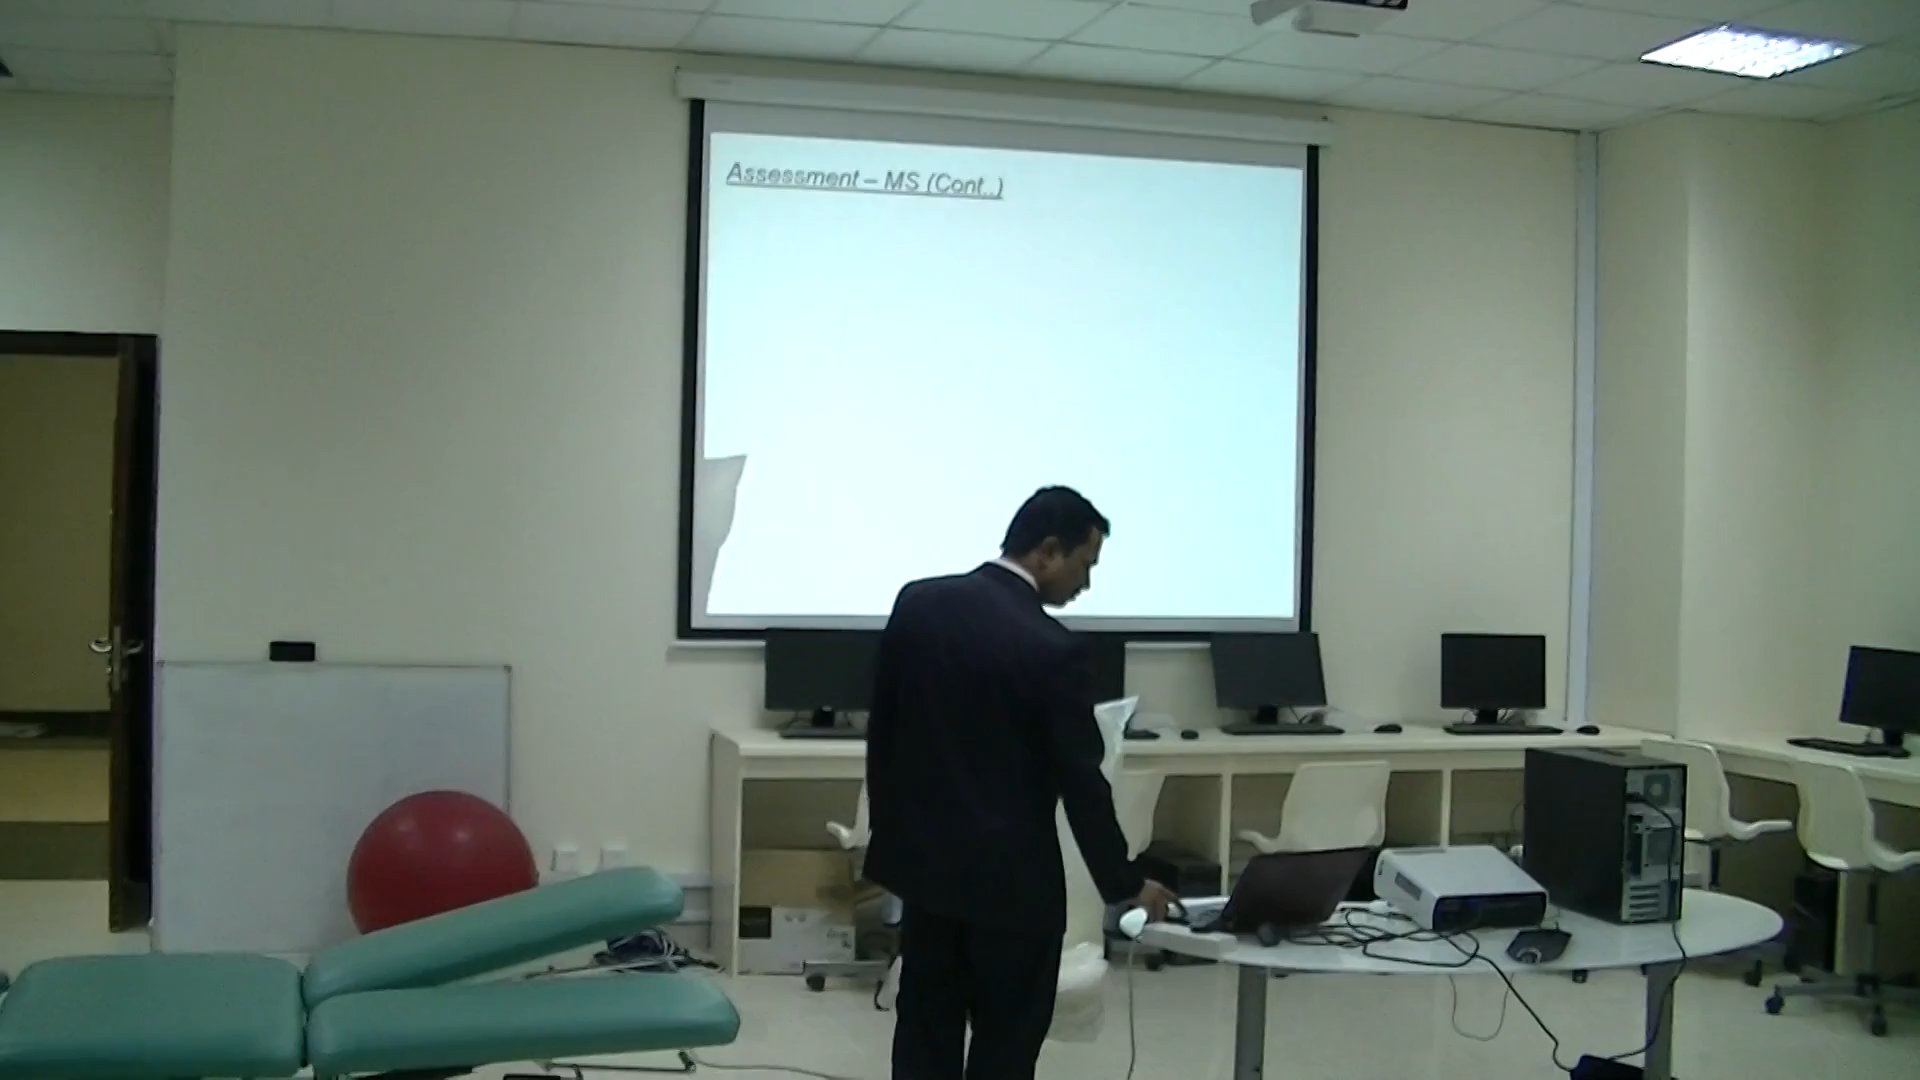 Assessment – MS (Cont..)